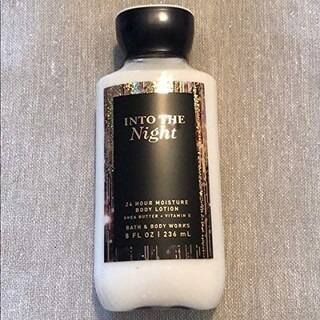 INTO THE
Night
24 HOUR MOISTURE
BODY LOTION
SHEA BUTTER + VITAMIN E
BATH & BODY WORKS
8 FL OZ | 236 mL